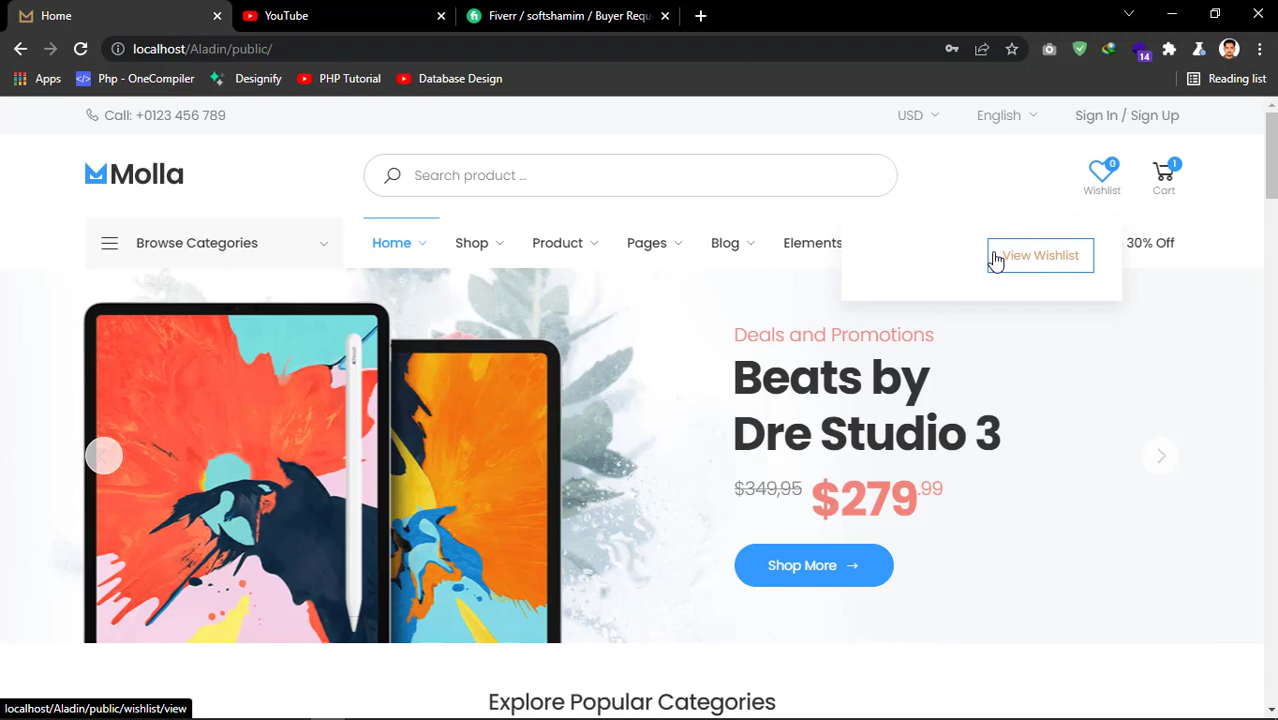 Home
YouTube
Fiverr / softshamim / Buyer Requ
localhost/Aladin/public/
14
Apps
Php - OneCompiler
Designify
PHP Tutorial
Database Design
Reading list
Call: +0123 456 789
USD
English
Sign In / Sign Up
Molla
Search product ...
0
Wishlist
1
Cart
Browse Categories
Home
Shop
Product
Pages
Blog
Elements
30% Off
View Wishlist
Deals and Promotions
Beats by
Dre Studio 3
$349,95
$279.99
Shop More
Explore Popular Categories
localhost/Aladin/public/wishlist/view